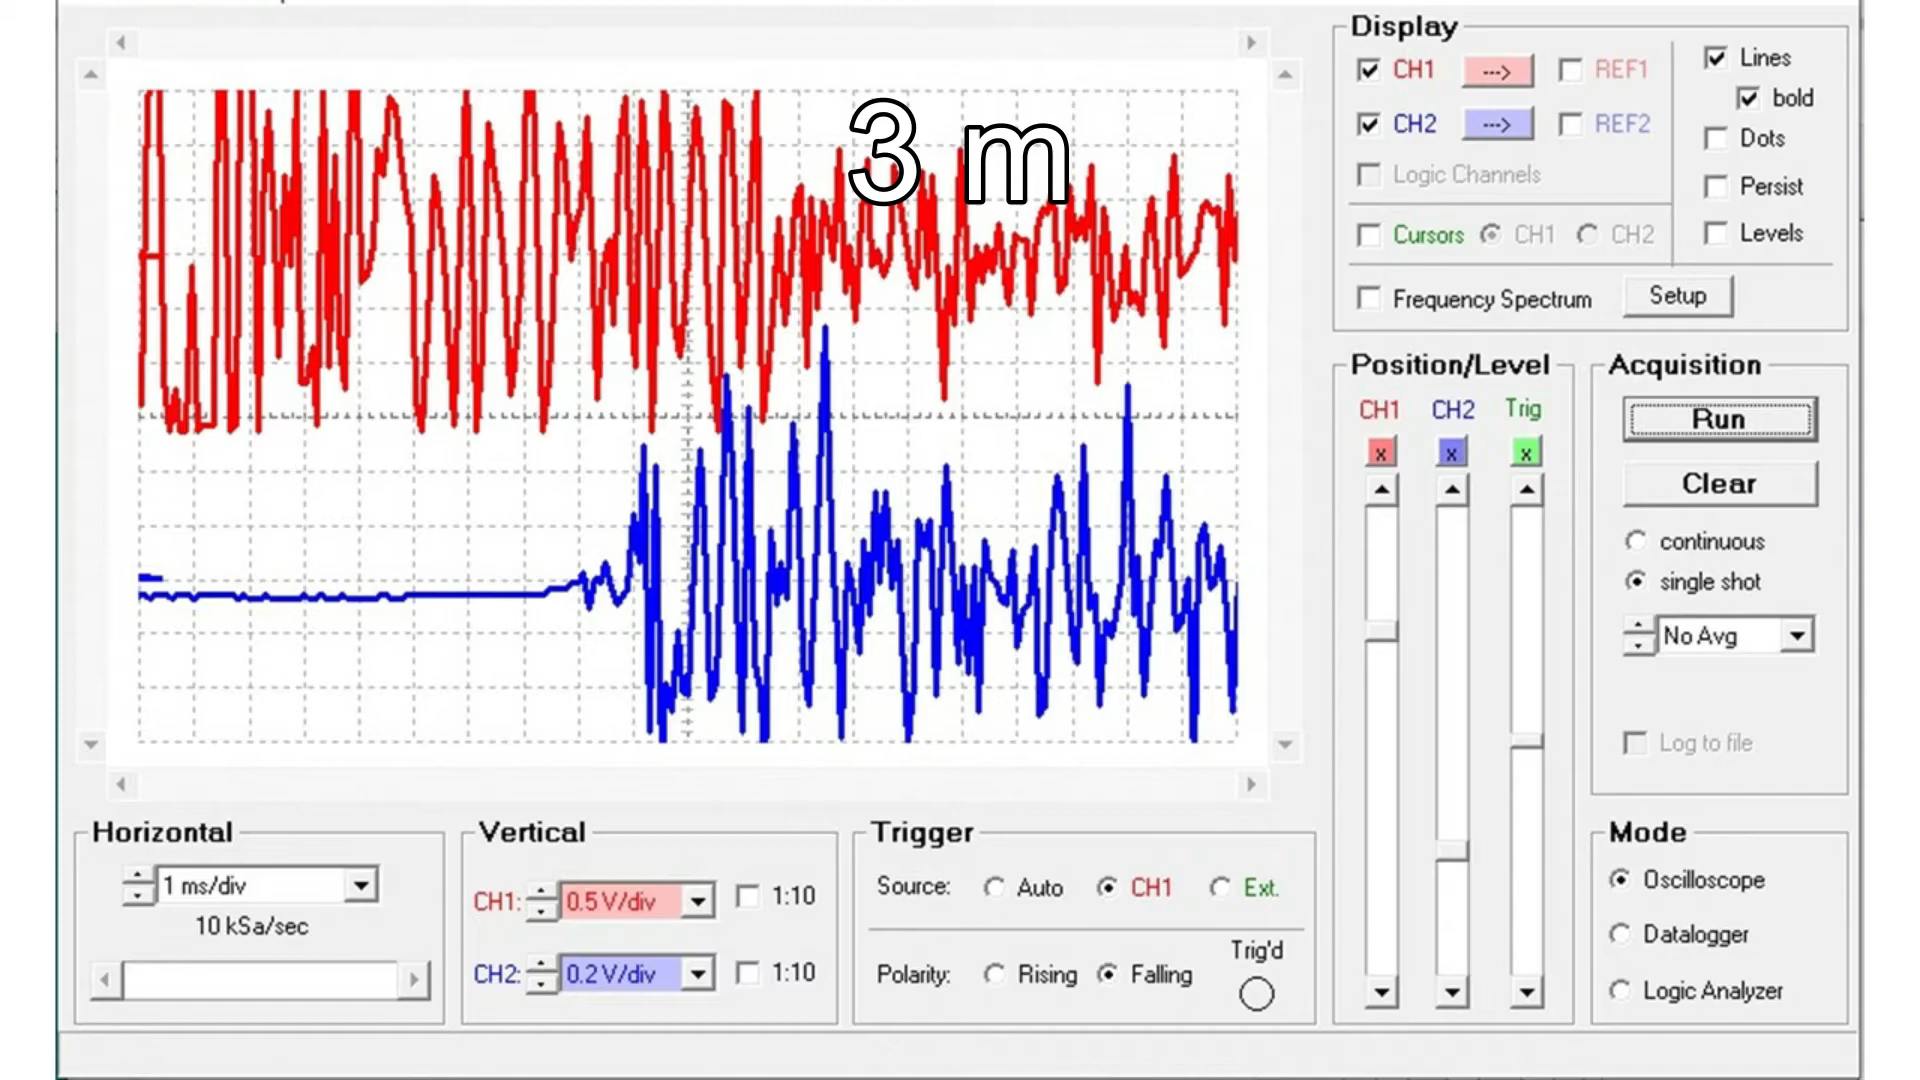 3 m
Display
CH1 ---> REF1
CH2 ---> REF2
Logic Channels
Cursors CH1 CH2
Frequency Spectrum Setup
Lines
bold
Dots
Persist
Levels
Position/Level
CH1 CH2 Trig
x x x
Acquisition
Run
Clear
continuous
single shot
No Avg
Log to file
Horizontal
1 ms/div
10 kSa/sec
Vertical
CH1: 0.5 V/div 1:10
CH2: 0.2 V/div 1:10
Trigger
Source: Auto CH1 Ext.
Trig'd
Polarity: Rising Falling
Mode
Oscilloscope
Datalogger
Logic Analyzer